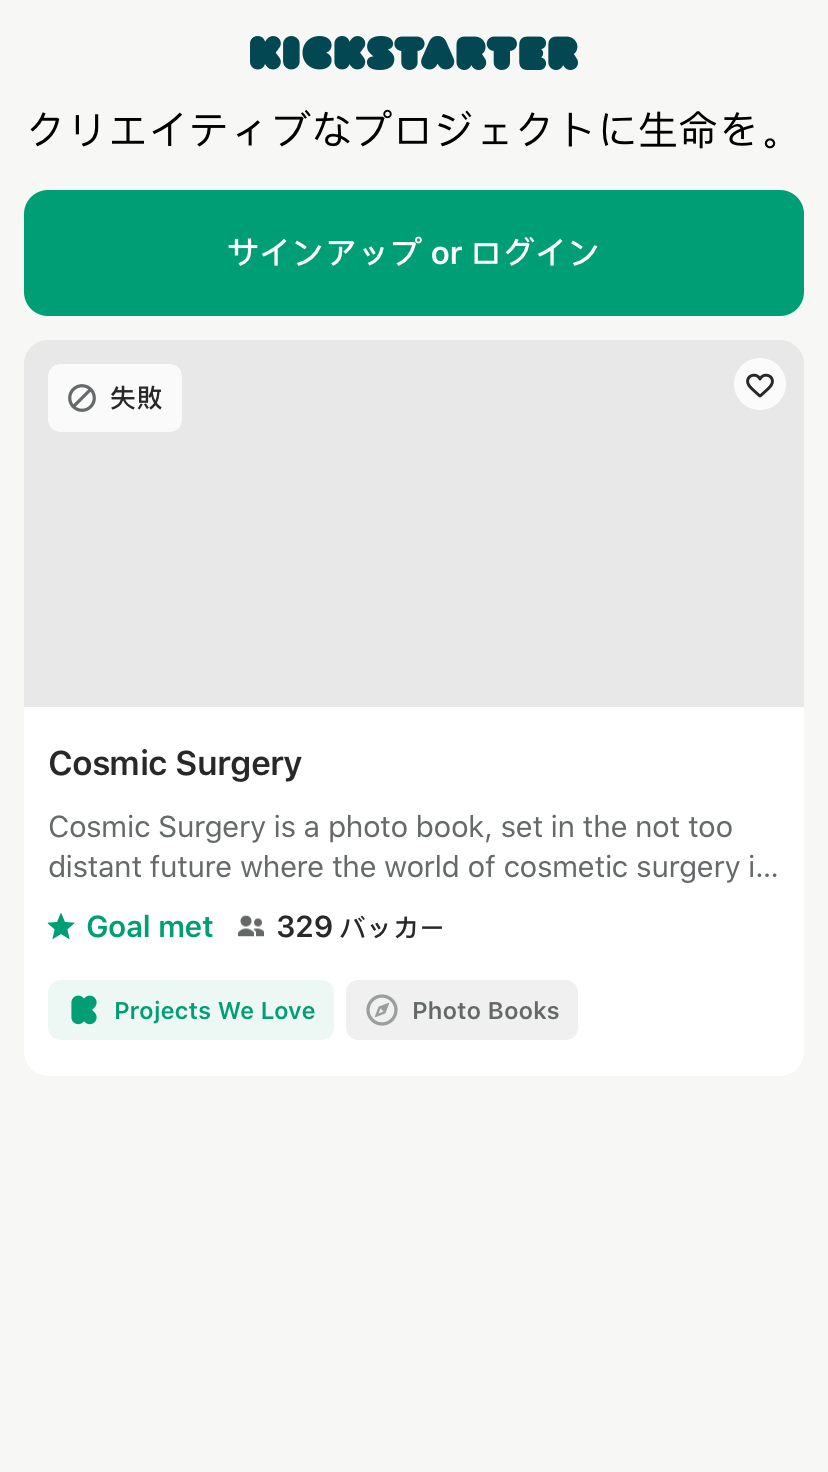 KICKSTARTER
クリエイティブなプロジェクトに生命を。
サインアップ or ログイン
失敗
Cosmic Surgery
Cosmic Surgery is a photo book, set in the not too
distant future where the world of cosmetic surgery i...
Goal met 329 バッカー
Projects We Love Photo Books